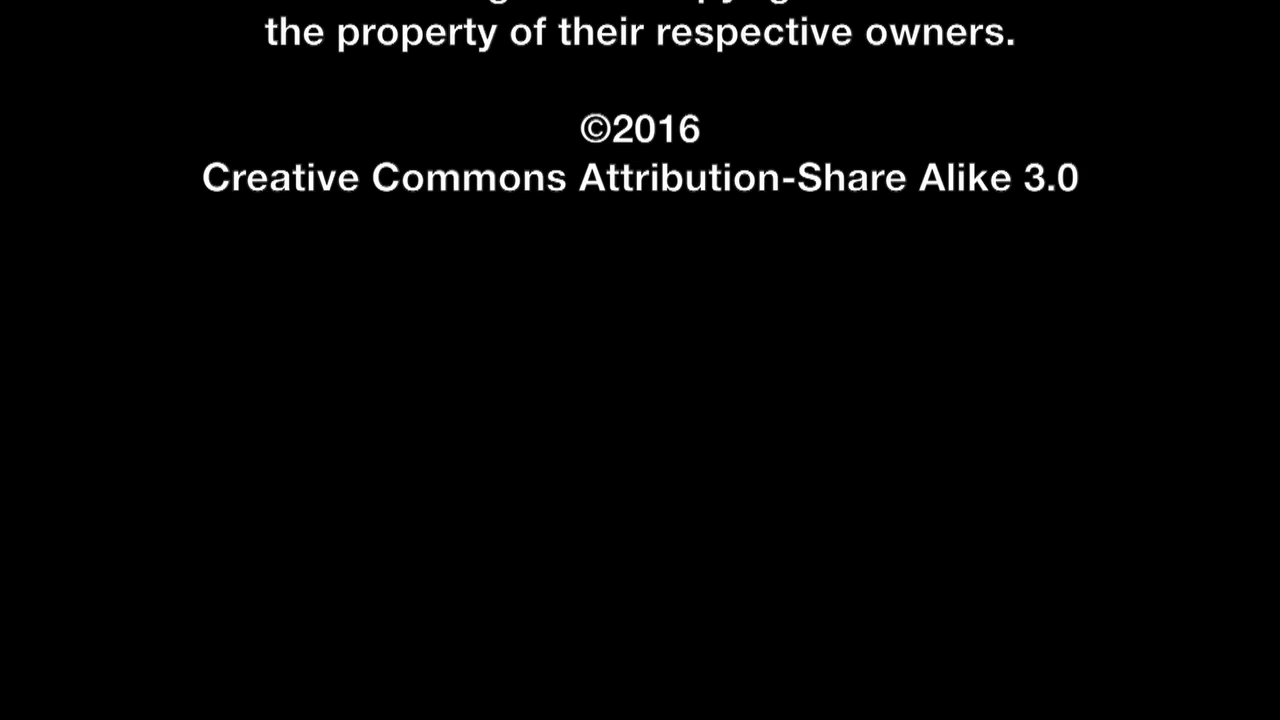 the property of their respective owners.
©2016
Creative Commons Attribution-Share Alike 3.0